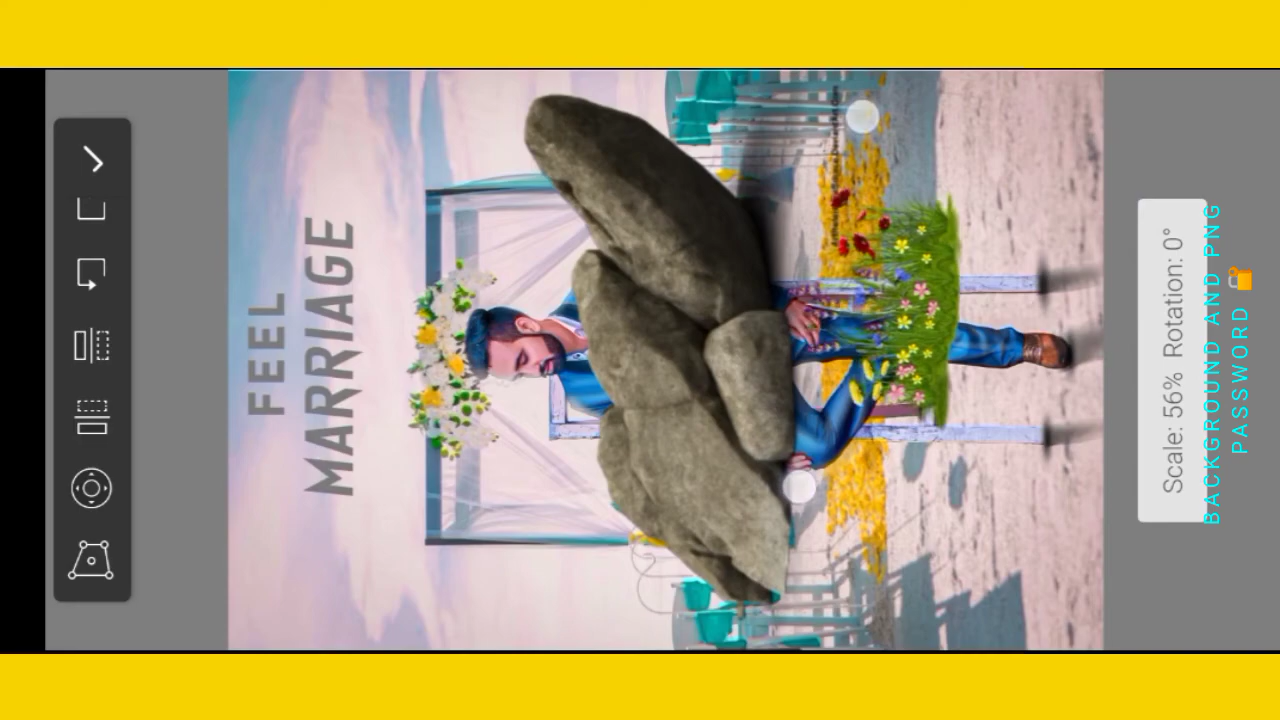 FEEL
MARRIAGE
Scale: 56% Rotation: 0°
BACKGROUND AND PNG
PASSWORD 🔐